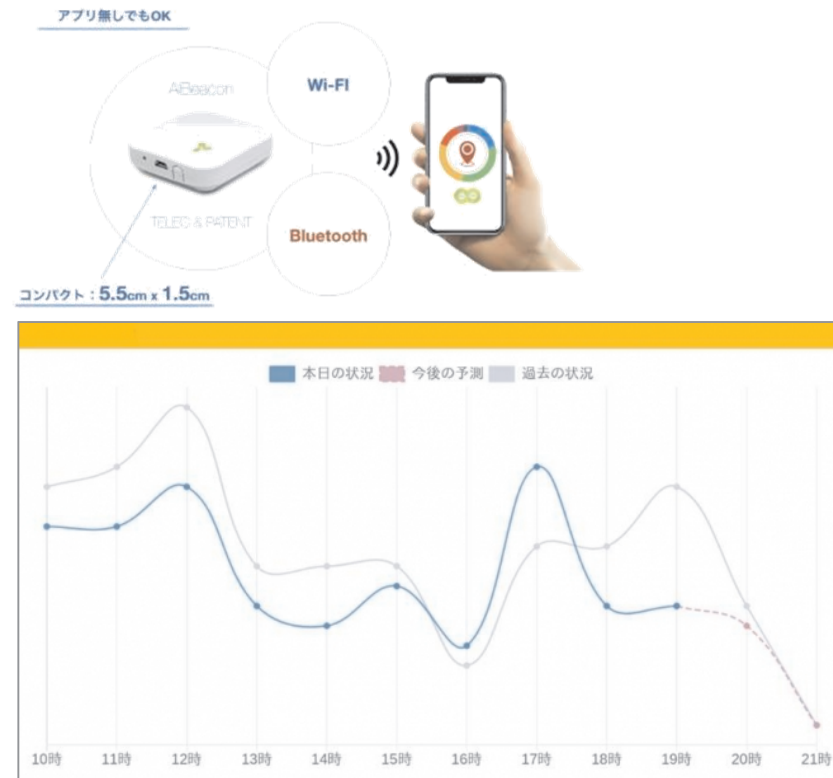 アプリ無しでもOK
ABeacon
Wi-FI
TELEC & PATENT
Bluetooth
コンパクト：5.5cm x 1.5cm
本日の状況 今後の予測 過去の状況
10時 11時 12時 13時 14時 15時 16時 17時 18時 19時 20時 21時